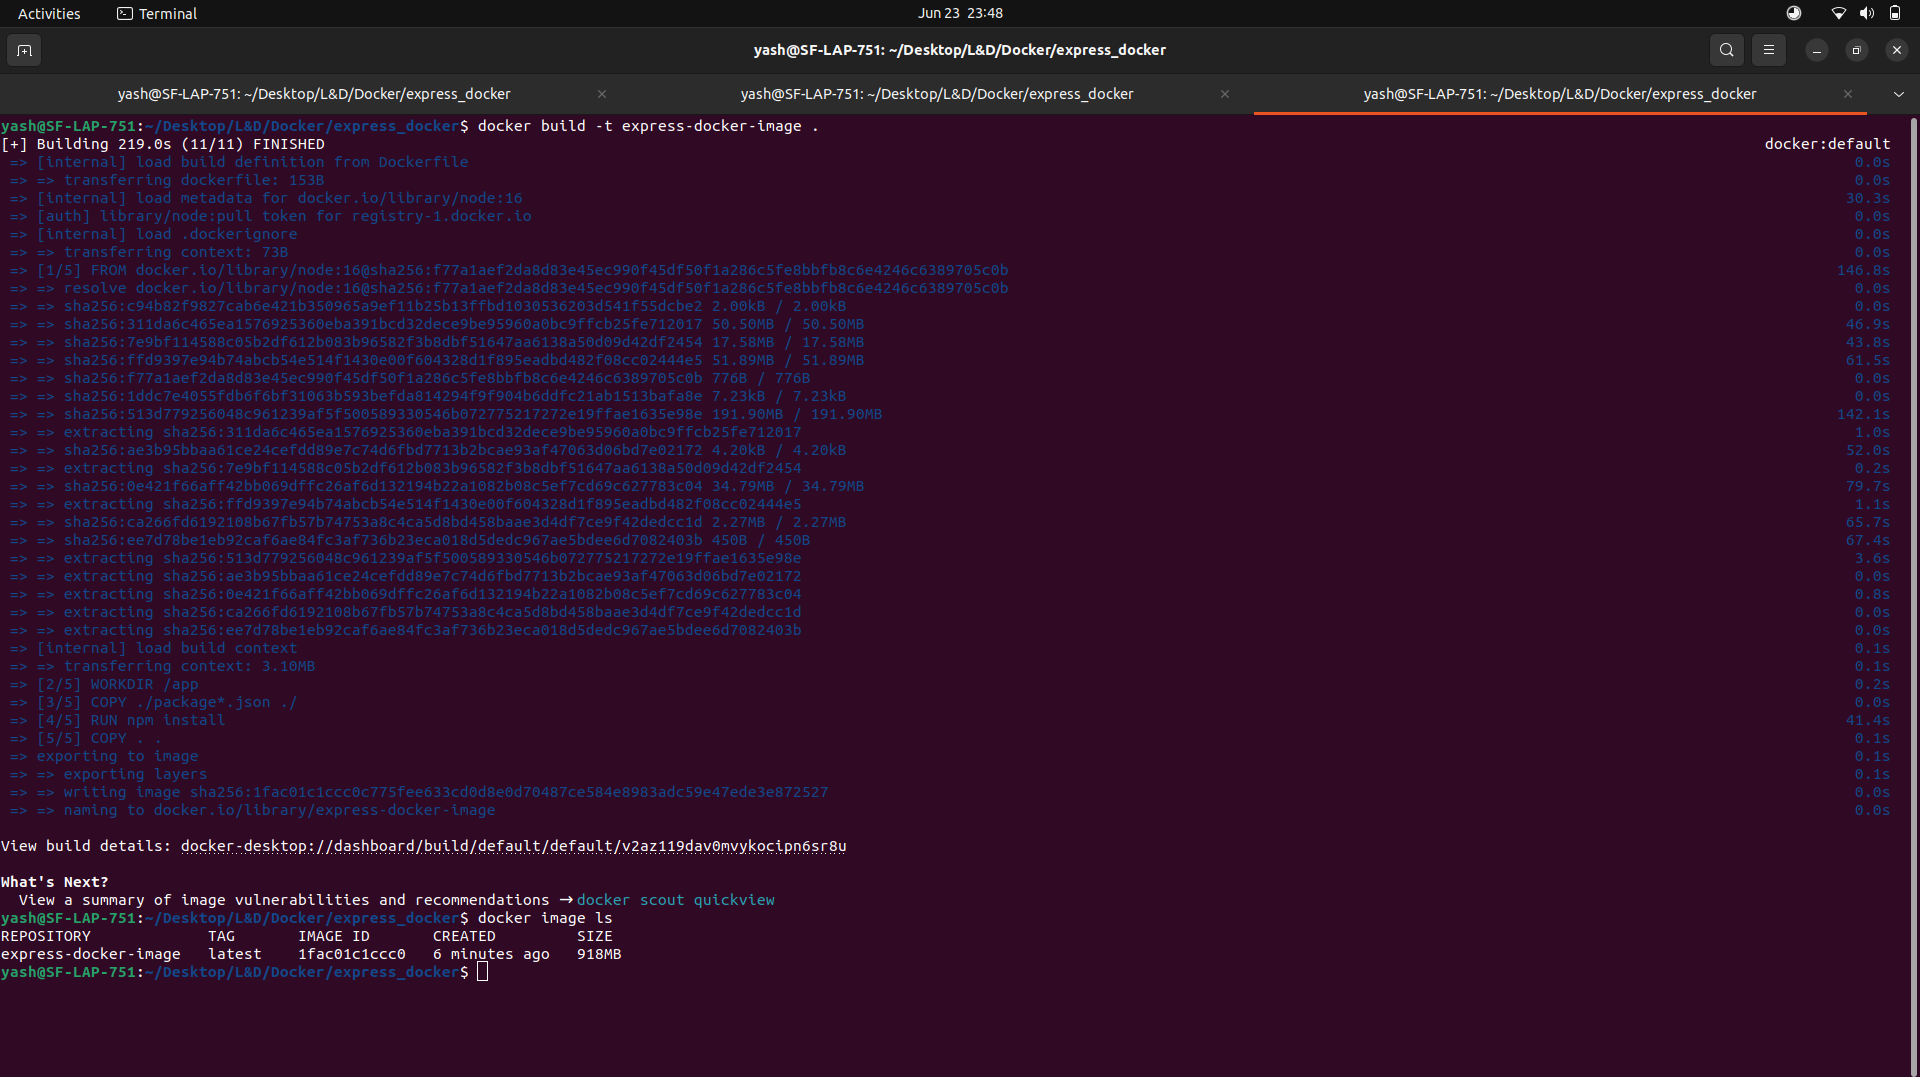 Activities Terminal Jun 23 23:48
yash@SF-LAP-751: ~/Desktop/L&D/Docker/express_docker
yash@SF-LAP-751: ~/Desktop/L&D/Docker/express_docker × yash@SF-LAP-751: ~/Desktop/L&D/Docker/express_docker × yash@SF-LAP-751: ~/Desktop/L&D/Docker/express_docker ×
yash@SF-LAP-751:~/Desktop/L&D/Docker/express_docker$ docker build -t express-docker-image .
[+] Building 219.0s (11/11) FINISHED docker:default
=> [internal] load build definition from Dockerfile 0.0s
=> => transferring dockerfile: 153B 0.0s
=> [internal] load metadata for docker.io/library/node:16 30.3s
=> [auth] library/node:pull token for registry-1.docker.io 0.0s
=> [internal] load .dockerignore 0.0s
=> => transferring context: 73B 0.0s
=> [1/5] FROM docker.io/library/node:16@sha256:f77a1aef2da8d83e45ec990f45df50f1a286c5fe8bbfb8c6e4246c6389705c0b 146.8s
=> => resolve docker.io/library/node:16@sha256:f77a1aef2da8d83e45ec990f45df50f1a286c5fe8bbfb8c6e4246c6389705c0b 0.0s
=> => sha256:c94b82f9827cab6e421b350965a9ef11b25b13ffbd1030536203d541f55dcbe2 2.00kB / 2.00kB 0.0s
=> => sha256:311da6c465ea1576925360eba391bcd32dece9be95960a0bc9ffcb25fe712017 50.50MB / 50.50MB 46.9s
=> => sha256:7e9bf114588c05b2df612b083b96582f3b8dbf51647aa6138a50d09d42df2454 17.58MB / 17.58MB 43.8s
=> => sha256:ffd9397e94b74abcb54e514f1430e00f604328d1f895eadbd482f08cc02444e5 51.89MB / 51.89MB 61.5s
=> => sha256:f77a1aef2da8d83e45ec990f45df50f1a286c5fe8bbfb8c6e4246c6389705c0b 776B / 776B 0.0s
=> => sha256:1ddc7e4055fdb6f6bf31063b593befda814294f9f904b6ddfc21ab1513bafa8e 7.23kB / 7.23kB 0.0s
=> => sha256:513d779256048c961239af5f500589330546b072775217272e19ffae1635e98e 191.90MB / 191.90MB 142.1s
=> => extracting sha256:311da6c465ea1576925360eba391bcd32dece9be95960a0bc9ffcb25fe712017 1.0s
=> => sha256:ae3b95bbaa61ce24cefdd89e7c74d6fbd7713b2bcae93af47063d06bd7e02172 4.20kB / 4.20kB 52.0s
=> => extracting sha256:7e9bf114588c05b2df612b083b96582f3b8dbf51647aa6138a50d09d42df2454 0.2s
=> => sha256:0e421f66aff42bb069dffc26af6d132194b22a1082b08c5ef7cd69c627783c04 34.79MB / 34.79MB 79.7s
=> => extracting sha256:ffd9397e94b74abcb54e514f1430e00f604328d1f895eadbd482f08cc02444e5 1.1s
=> => sha256:ca266fd6192108b67fb57b74753a8c4ca5d8bd458baae3d4df7ce9f42dedcc1d 2.27MB / 2.27MB 65.7s
=> => sha256:ee7d78be1eb92caf6ae84fc3af736b23eca018d5dedc967ae5bdee6d7082403b 450B / 450B 67.4s
=> => extracting sha256:513d779256048c961239af5f500589330546b072775217272e19ffae1635e98e 3.6s
=> => extracting sha256:ae3b95bbaa61ce24cefdd89e7c74d6fbd7713b2bcae93af47063d06bd7e02172 0.0s
=> => extracting sha256:0e421f66aff42bb069dffc26af6d132194b22a1082b08c5ef7cd69c627783c04 0.8s
=> => extracting sha256:ca266fd6192108b67fb57b74753a8c4ca5d8bd458baae3d4df7ce9f42dedcc1d 0.0s
=> => extracting sha256:ee7d78be1eb92caf6ae84fc3af736b23eca018d5dedc967ae5bdee6d7082403b 0.0s
=> [internal] load build context 0.1s
=> => transferring context: 3.10MB 0.1s
=> [2/5] WORKDIR /app 0.2s
=> [3/5] COPY ./package*.json ./ 0.0s
=> [4/5] RUN npm install 41.4s
=> [5/5] COPY . . 0.1s
=> exporting to image 0.1s
=> => exporting layers 0.1s
=> => writing image sha256:1fac01c1ccc0c775fee633cd0d8e0d70487ce584e8983adc59e47ede3e872527 0.0s
=> => naming to docker.io/library/express-docker-image 0.0s
View build details: docker-desktop://dashboard/build/default/default/v2az119dav0mvykocipn6sr8u
What's Next?
View a summary of image vulnerabilities and recommendations → docker scout quickview
yash@SF-LAP-751:~/Desktop/L&D/Docker/express_docker$ docker image ls
REPOSITORY TAG IMAGE ID CREATED SIZE
express-docker-image latest 1fac01c1ccc0 6 minutes ago 918MB
yash@SF-LAP-751:~/Desktop/L&D/Docker/express_docker$